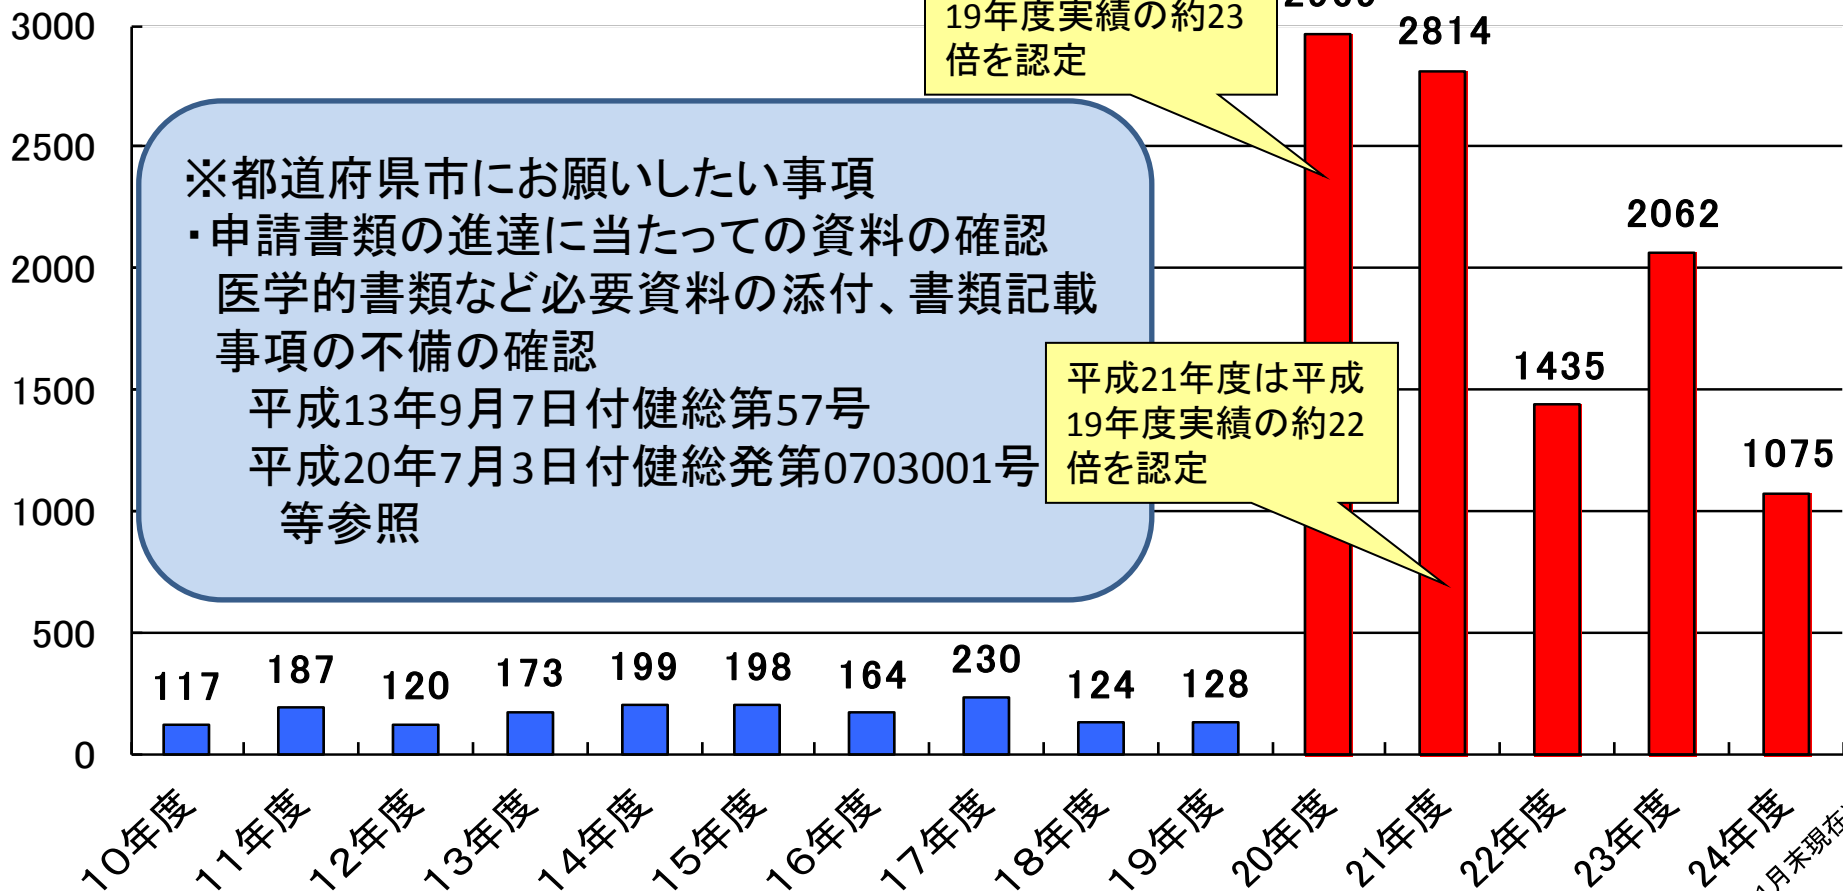 3000
2500
2000
1500
1000
500
0
19年度実績の約23
倍を認定
※都道府県市にお願いしたい事項
・申請書類の進達に当たっての資料の確認
医学的書類など必要資料の添付、書類記載
事項の不備の確認
平成13年9月7日付健総第57号
平成20年7月3日付健総発第0703001号
等参照
平成21年度は平成
19年度実績の約22
倍を認定
117
187
120
173
199
198
164
230
124
128
2814
1435
2062
1075
10年度
11年度
12年度
13年度
14年度
15年度
16年度
17年度
18年度
19年度
20年度
21年度
22年度
23年度
24年度
月末現在